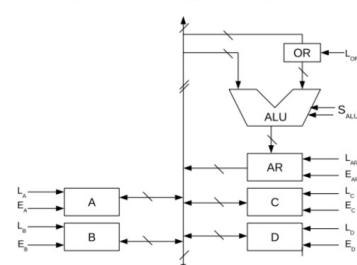 OR
L_OR
ALU
S_ALU
AR
L_AR
E_AR
L_A
E_A
A
C
L_C
E_C
L_B
E_B
B
D
L_D
E_D